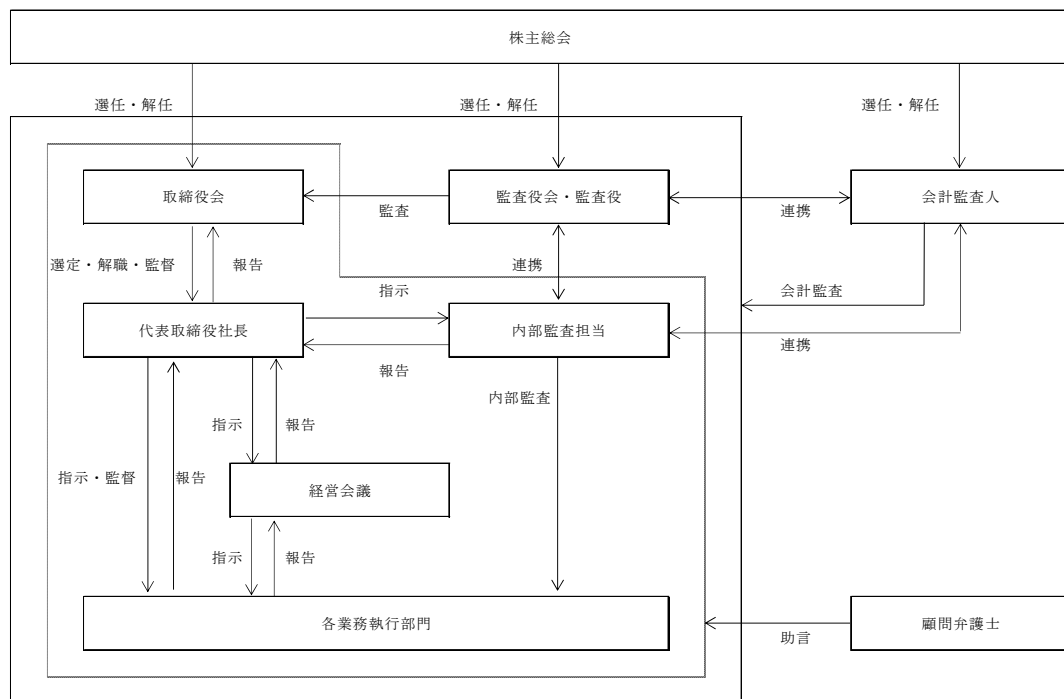 株主総会
選任・解任
選任・解任
選任・解任
取締役会
監査
監査役会・監査役
連携
会計監査人
選定・解職・監督
報告
連携
会計監査
指示
代表取締役社長
内部監査担当
報告
連携
内部監査
指示
報告
指示・監督
報告
経営会議
指示
報告
各業務執行部門
助言
顧問弁護士